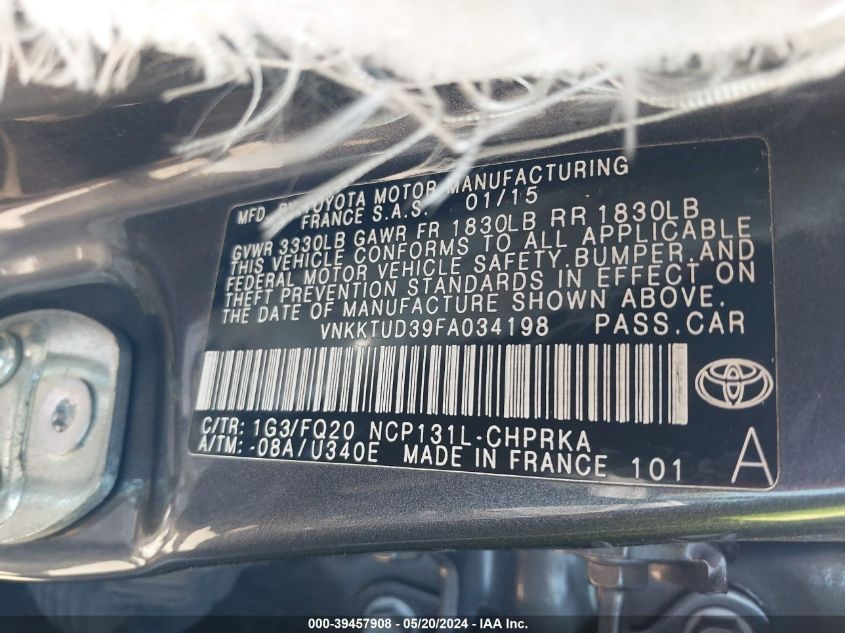 MFD. BY TOYOTA MOTOR MANUFACTURING
FRANCE S.A.S. 01/15
GVWR 3330LB GAWR FR 1830LB RR 1830LB
THIS VEHICLE CONFORMS TO ALL APPLICABLE
FEDERAL MOTOR VEHICLE SAFETY, BUMPER, AND
THEFT PREVENTION STANDARDS IN EFFECT ON
THE DATE OF MANUFACTURE SHOWN ABOVE.
VNKKTUD39FA034198 PASS.CAR
C/TR: 1G3/FQ20 NCP131L-CHPRKA
A/TM: -08A/U340E MADE IN FRANCE 101 A
000-39457908 - 05/20/2024 - IAA Inc.